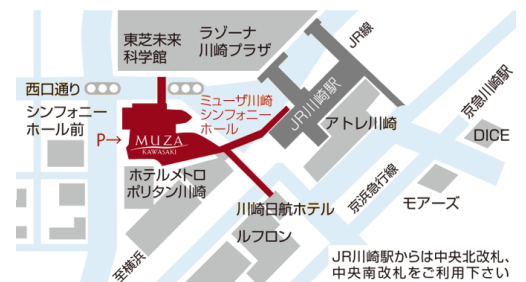 東芝未来
科学館
ラゾーナ
川崎プラザ
JR線
西口通り
シンフォニー
ホール前
ミューザ川崎
シンフォニー
ホール
JR川崎駅
京急川崎駅
P→
MUZA
KAWASAKI
アトレ川崎
DICE
ホテルメトロ
ポリタン川崎
京浜急行線
モアーズ
川崎日航ホテル
ルフロン
至横浜
JR川崎駅からは中央北改札、
中央南改札をご利用下さい